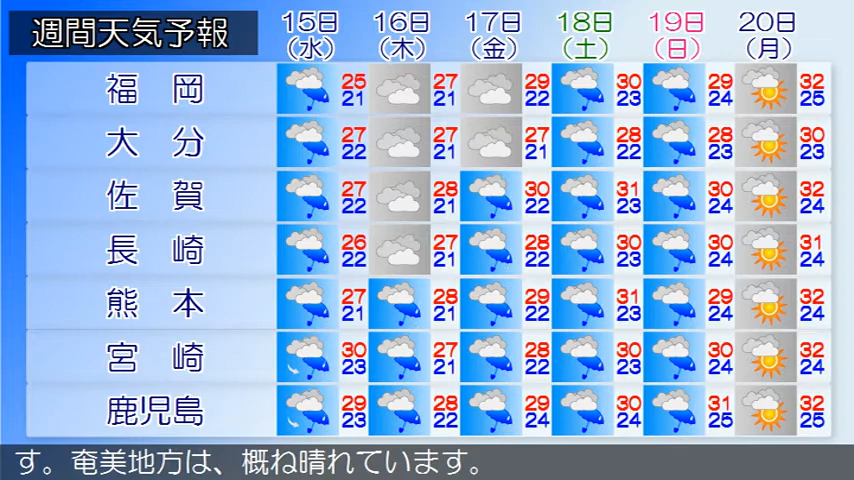 週間天気予報
15日 16日 17日 18日 19日 20日
(水) (木) (金) (土) (日) (月)
福岡 25 21 27 21 29 22 30 23 29 24 32 25
大分 27 22 27 21 27 21 28 22 28 23 30 23
佐賀 27 22 28 21 30 22 31 23 30 24 32 24
長崎 26 22 27 21 28 22 30 23 30 24 31 24
熊本 27 21 28 21 29 22 31 23 29 24 32 24
宮崎 30 23 27 21 28 22 30 23 30 24 32 24
鹿児島 29 23 28 22 29 24 30 24 31 25 32 25
す。奄美地方は、概ね晴れています。